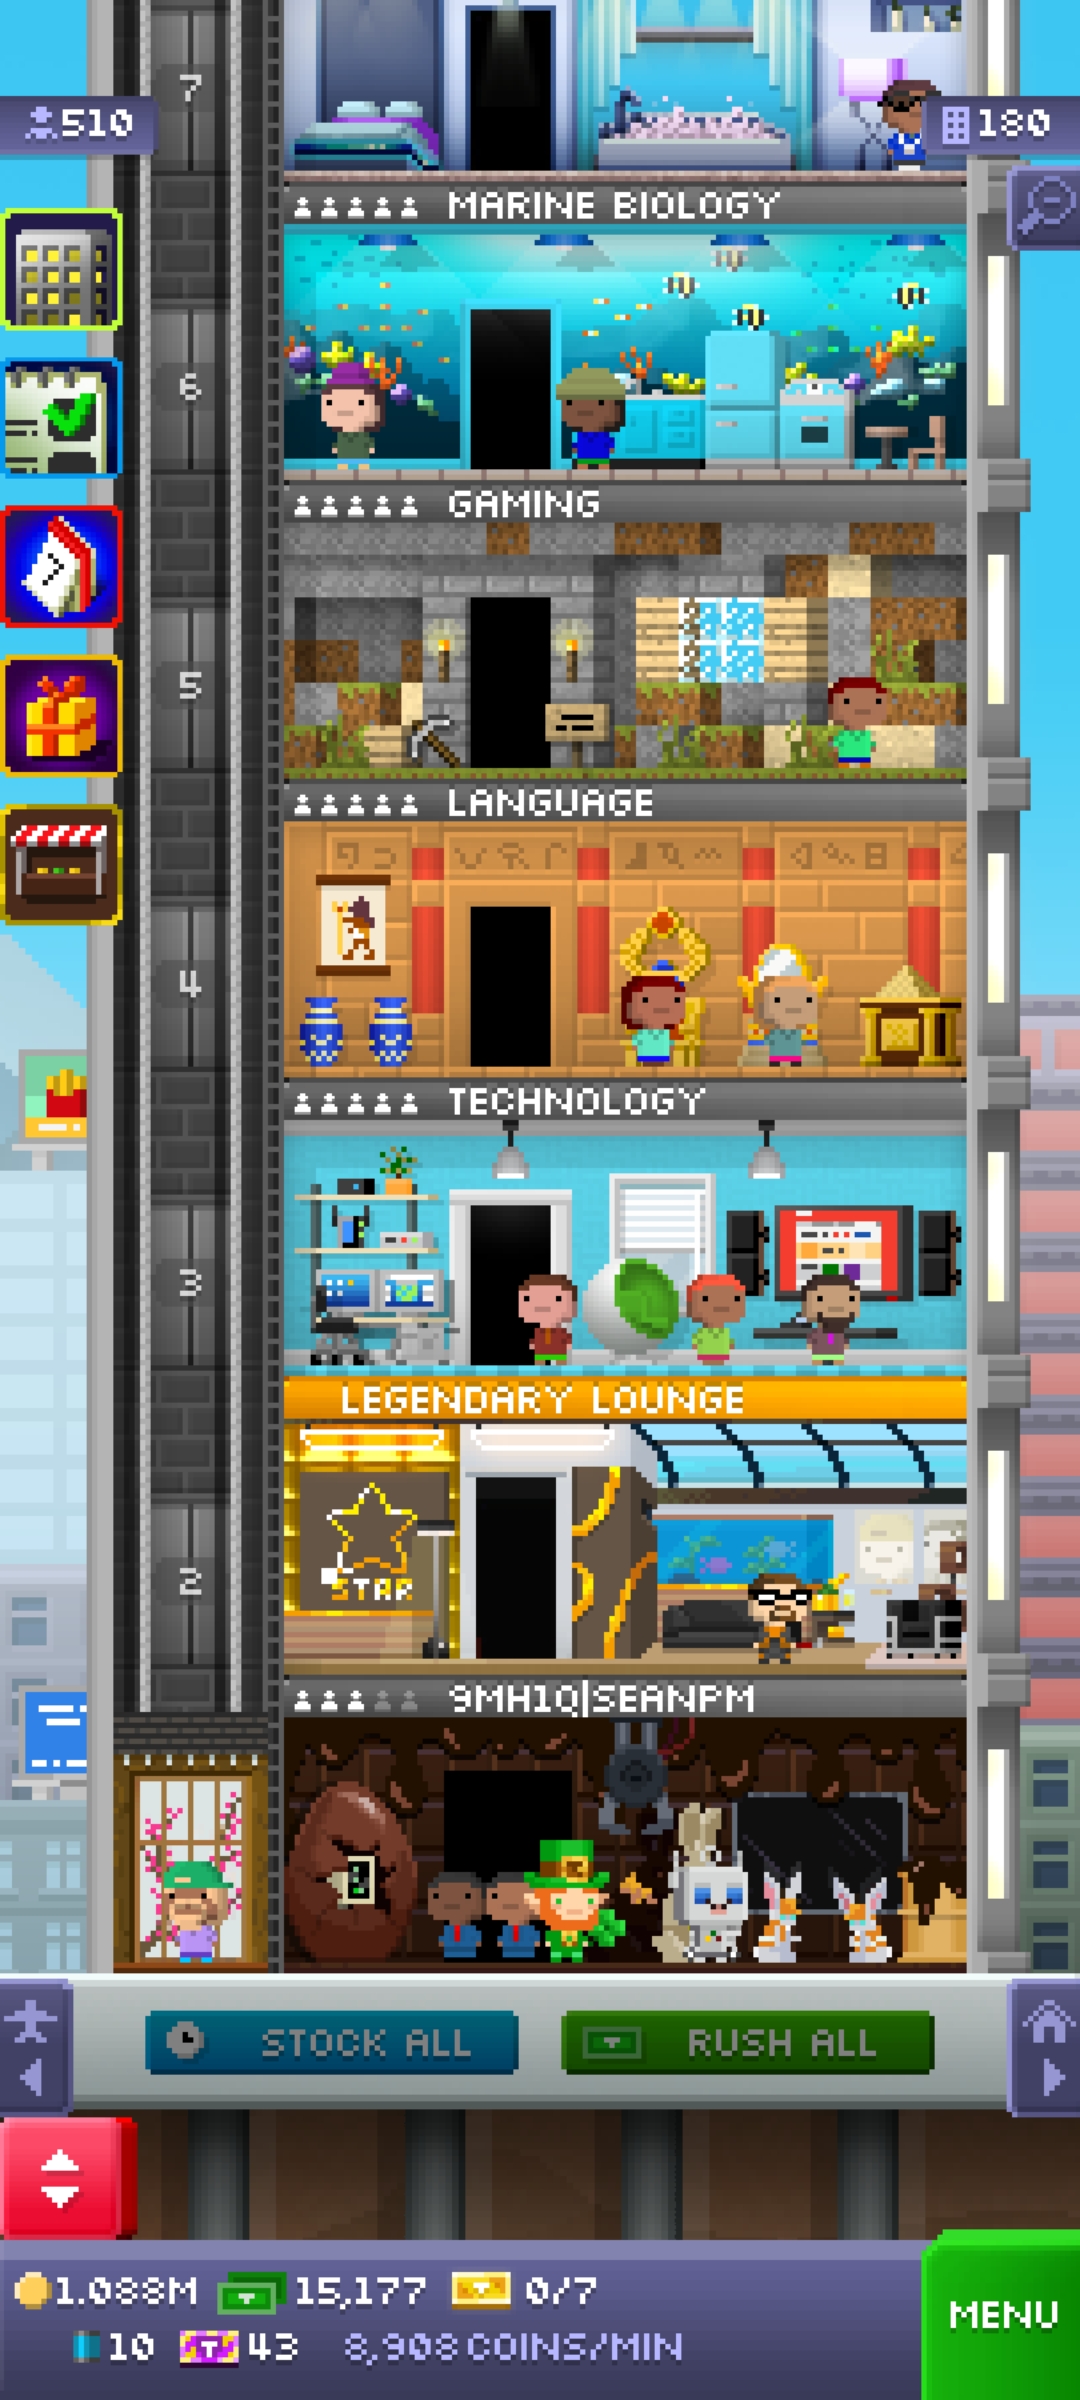 7
510
180
MARINE BIOLOGY
6
GAMING
5
LANGUAGE
4
TECHNOLOGY
3
LEGENDARY LOUNGE
STAR
2
9MH1Q|SEANPM
STOCK ALL
RUSH ALL
1.088M 15,177 0/7
10 43 8,908 COINS/MIN
MENU